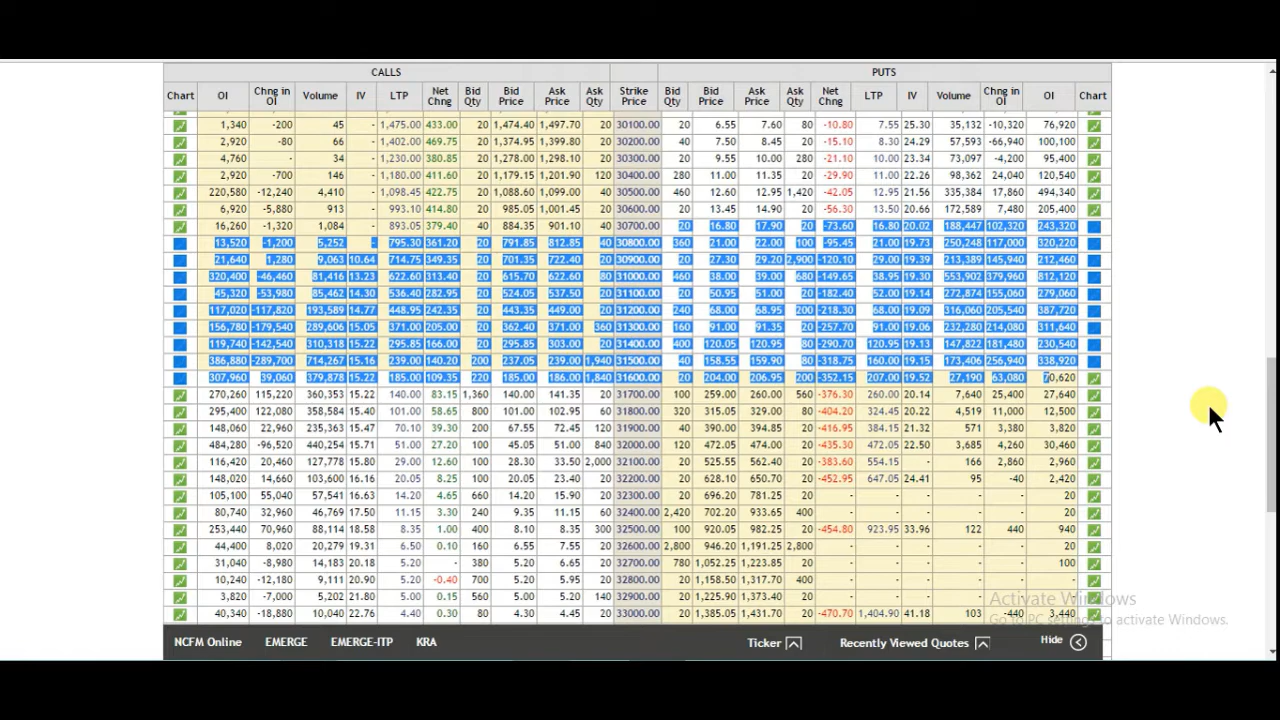 CALLS PUTS
Chart OI Chng in OI Volume IV LTP Net Chng Bid Qty Bid Price Ask Price Ask Qty Strike Price Bid Qty Bid Price Ask Price Ask Qty Net Chng LTP IV Volume Chng in OI OI Chart
1,340 -200 45 - 1,475.00 433.00 20 1,474.40 1,497.70 20 30100.00 20 6.55 7.60 80 -10.80 7.55 25.30 35,132 -10,320 76,920
2,920 -80 66 - 1,402.00 469.75 20 1,374.95 1,399.80 20 30200.00 40 7.50 8.45 20 -15.10 8.30 24.29 57,593 -66,940 100,100
4,760 - 34 - 1,230.00 380.85 20 1,278.00 1,298.10 20 30300.00 20 9.55 10.00 280 -21.10 10.00 23.34 73,097 -4,200 95,400
2,920 -700 146 - 1,180.00 411.60 20 1,179.15 1,201.90 120 30400.00 280 11.00 11.35 20 -29.90 11.00 22.26 98,362 24,040 120,540
220,580 -12,240 4,410 - 1,098.45 422.75 20 1,088.60 1,099.00 40 30500.00 460 12.60 12.95 1,420 -42.05 12.95 21.56 335,384 17,860 494,340
6,920 -5,880 913 - 993.10 414.80 20 985.05 1,001.45 20 30600.00 20 13.45 14.90 20 -56.30 13.50 20.66 172,589 7,480 205,400
16,260 -1,320 1,084 - 893.05 379.40 40 884.35 901.10 40 30700.00 20 16.80 17.90 20 -73.60 16.80 20.02 188,447 102,320 243,320
13,520 -1,200 5,252 - 795.30 361.20 20 791.85 812.85 40 30800.00 360 21.00 22.00 100 -95.45 21.00 19.73 250,248 117,000 320,220
21,640 1,280 9,063 10.64 714.75 349.35 20 701.35 722.40 20 30900.00 20 27.30 29.20 2,900 -120.10 27.00 19.39 213,389 145,940 212,460
320,400 -46,460 81,416 13.23 622.60 313.40 20 615.70 622.60 80 31000.00 460 38.00 39.00 680 -149.65 38.95 19.30 553,902 379,960 812,120
45,320 -53,980 85,462 14.30 536.40 282.95 20 524.05 537.50 20 31100.00 20 50.95 51.00 20 -182.40 52.00 19.14 272,874 155,060 279,060
117,020 -117,820 193,589 14.77 448.95 242.35 20 443.35 449.00 20 31200.00 240 68.00 68.95 200 -218.30 68.00 19.09 316,060 205,540 387,720
156,780 -179,540 289,606 15.05 371.00 205.00 20 362.40 371.00 360 31300.00 160 91.00 91.35 20 -257.70 91.00 19.06 232,280 214,080 311,640
119,740 -142,540 310,318 15.22 295.85 166.00 20 295.85 303.00 20 31400.00 400 120.05 120.95 80 -290.70 120.95 19.13 147,822 181,480 230,540
386,880 -289,700 714,267 15.16 239.00 140.20 200 237.05 239.00 1,940 31500.00 40 158.55 159.90 80 -318.75 160.00 19.15 173,406 256,940 338,920
307,960 39,060 379,878 15.22 185.00 109.35 220 185.00 186.00 1,840 31600.00 20 204.00 206.95 200 -352.15 207.00 19.52 27,190 63,080 70,620
270,260 115,220 360,353 15.22 140.00 83.15 1,360 140.00 141.35 20 31700.00 100 259.00 260.00 560 -376.30 260.00 20.14 7,640 25,400 27,640
295,400 122,080 358,584 15.40 101.00 58.65 800 101.00 102.95 60 31800.00 320 315.05 329.00 80 -404.20 324.45 20.22 4,519 11,000 12,500
148,060 22,960 235,363 15.47 70.10 39.30 200 67.55 72.45 120 31900.00 40 390.00 394.85 20 -416.95 384.15 21.32 571 3,380 3,820
484,280 -96,520 440,254 15.71 51.00 27.20 100 45.05 51.00 840 32000.00 120 472.05 474.00 20 -435.30 472.05 22.50 3,685 4,260 30,460
116,420 20,460 127,778 15.80 29.00 12.60 100 28.30 33.50 2,000 32100.00 20 525.55 562.40 20 -383.60 554.15 - 166 2,860 2,960
148,020 14,660 103,600 16.16 20.05 8.25 100 20.05 23.40 20 32200.00 20 628.10 650.70 20 -452.95 647.05 24.41 95 -40 2,420
105,100 55,040 57,541 16.63 14.20 4.65 660 14.20 15.90 20 32300.00 20 696.20 781.25 20 - - - - - 20
80,740 32,960 46,769 17.50 11.15 3.30 240 9.35 11.15 60 32400.00 2,420 702.20 933.65 400 - - - - - 20
253,440 70,960 88,114 18.58 8.35 1.00 400 8.10 8.35 300 32500.00 100 920.05 982.25 20 -454.80 923.95 33.96 122 440 940
44,400 8,020 20,279 19.31 6.50 0.10 160 6.55 7.55 20 32600.00 2,800 946.20 1,191.25 2,800 - - - - - 20
31,040 -8,980 14,183 20.18 5.20 - 380 5.20 6.65 20 32700.00 780 1,052.25 1,223.85 20 - - - - - 100
10,240 -12,180 9,111 20.90 5.20 -0.40 700 5.20 5.95 20 32800.00 20 1,158.50 1,317.70 400 - - - - - -
3,820 -7,000 5,202 21.80 5.00 0.15 560 5.00 5.20 140 32900.00 20 1,225.90 1,373.40 20 - - - - - -
40,340 -18,880 10,040 22.76 4.40 0.30 80 4.30 4.45 20 33000.00 20 1,385.05 1,431.70 20 -470.70 1,404.90 41.18 103 -440 3,440
Activate Windows
Go to PC settings to activate Windows.
NCFM Online EMERGE EMERGE-ITP KRA Ticker Recently Viewed Quotes Hide